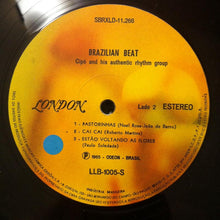 SBRXLD-11.266
BRAZILIAN BEAT
Cipo and his authentic rhythm group
LONDON
Lado 2 ESTEREO
1 - PASTORINHAS (Noel Rosa-João de Barro)
2 - CAI CAI (Roberto Martins)
3 - ESTÃO VOLTANDO AS FLORES
(Paulo Soledade)
℗ 1965 - ODEON - BRASIL
LLB-1005-S
INDÚSTRIA BRASILEIRA